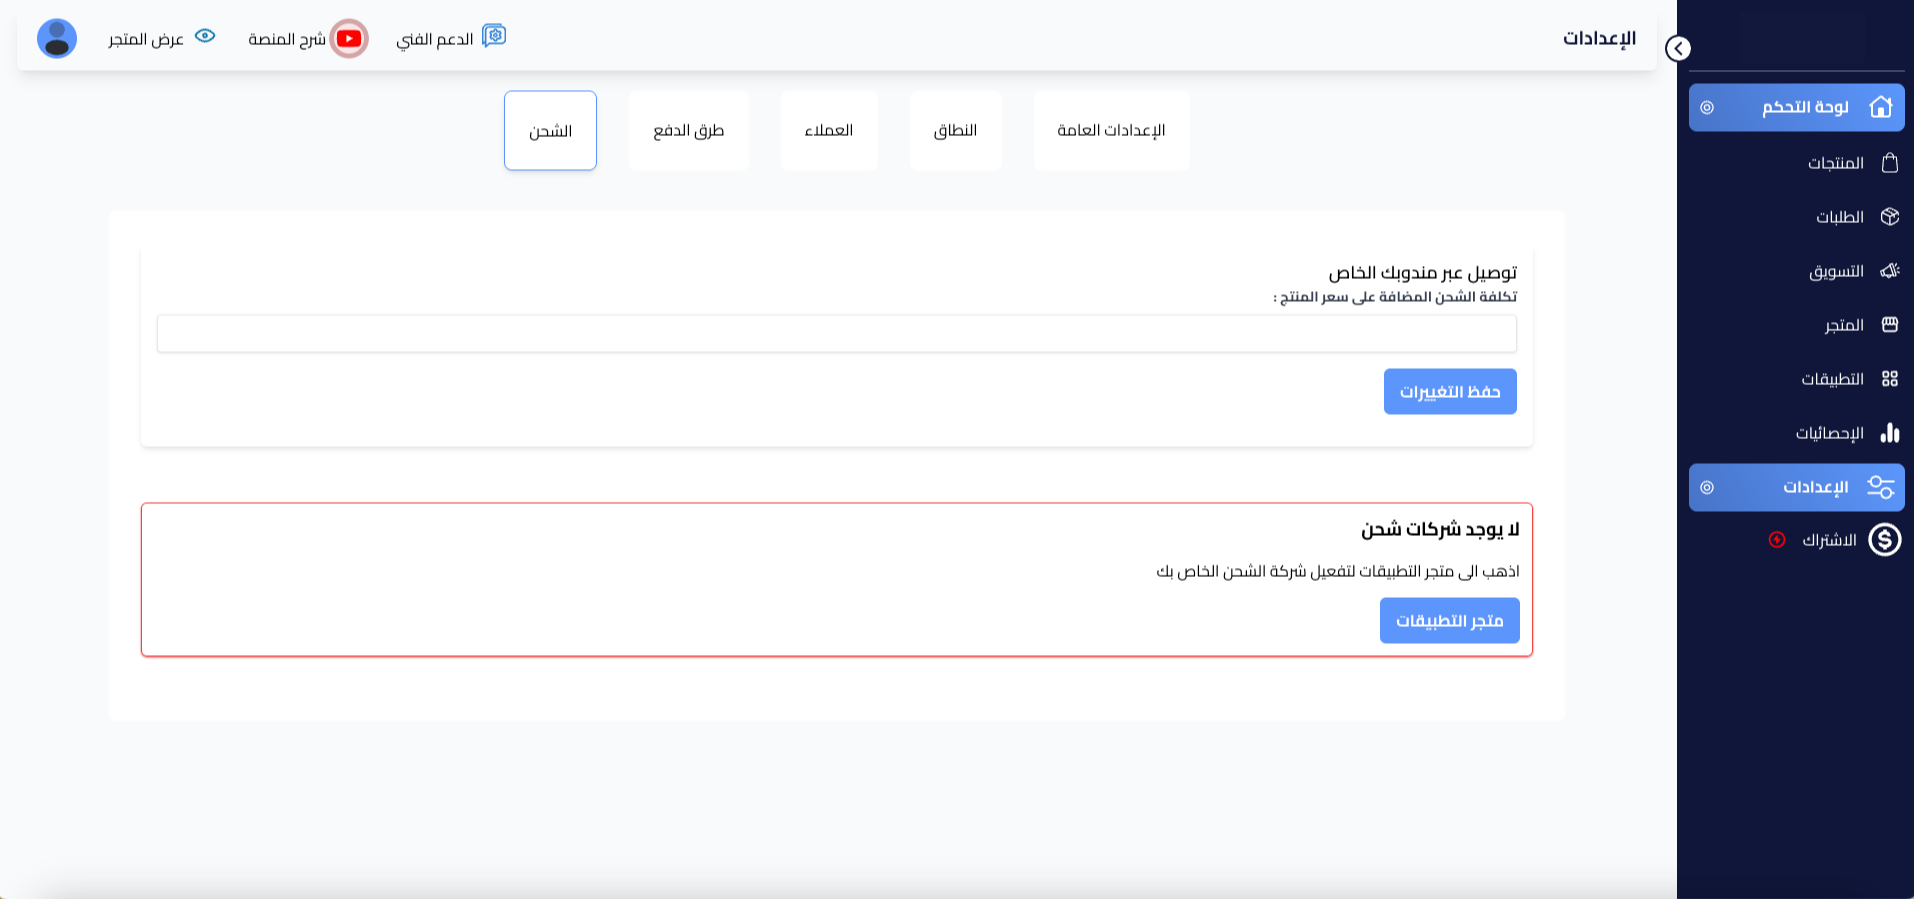 الإعدادات
الدعم الفني
شرح المنصة
عرض المتجر
لوحة التحكم
المنتجات
الطلبات
التسويق
المتجر
التطبيقات
الإحصائيات
الإعدادات
الاشتراك
الإعدادات العامة
النطاق
العملاء
طرق الدفع
الشحن
توصيل عبر مندوبك الخاص
تكلفة الشحن المضافة على سعر المنتج :
حفظ التغييرات
لا يوجد شركات شحن
اذهب الى متجر التطبيقات لتفعيل شركة الشحن الخاص بك
متجر التطبيقات